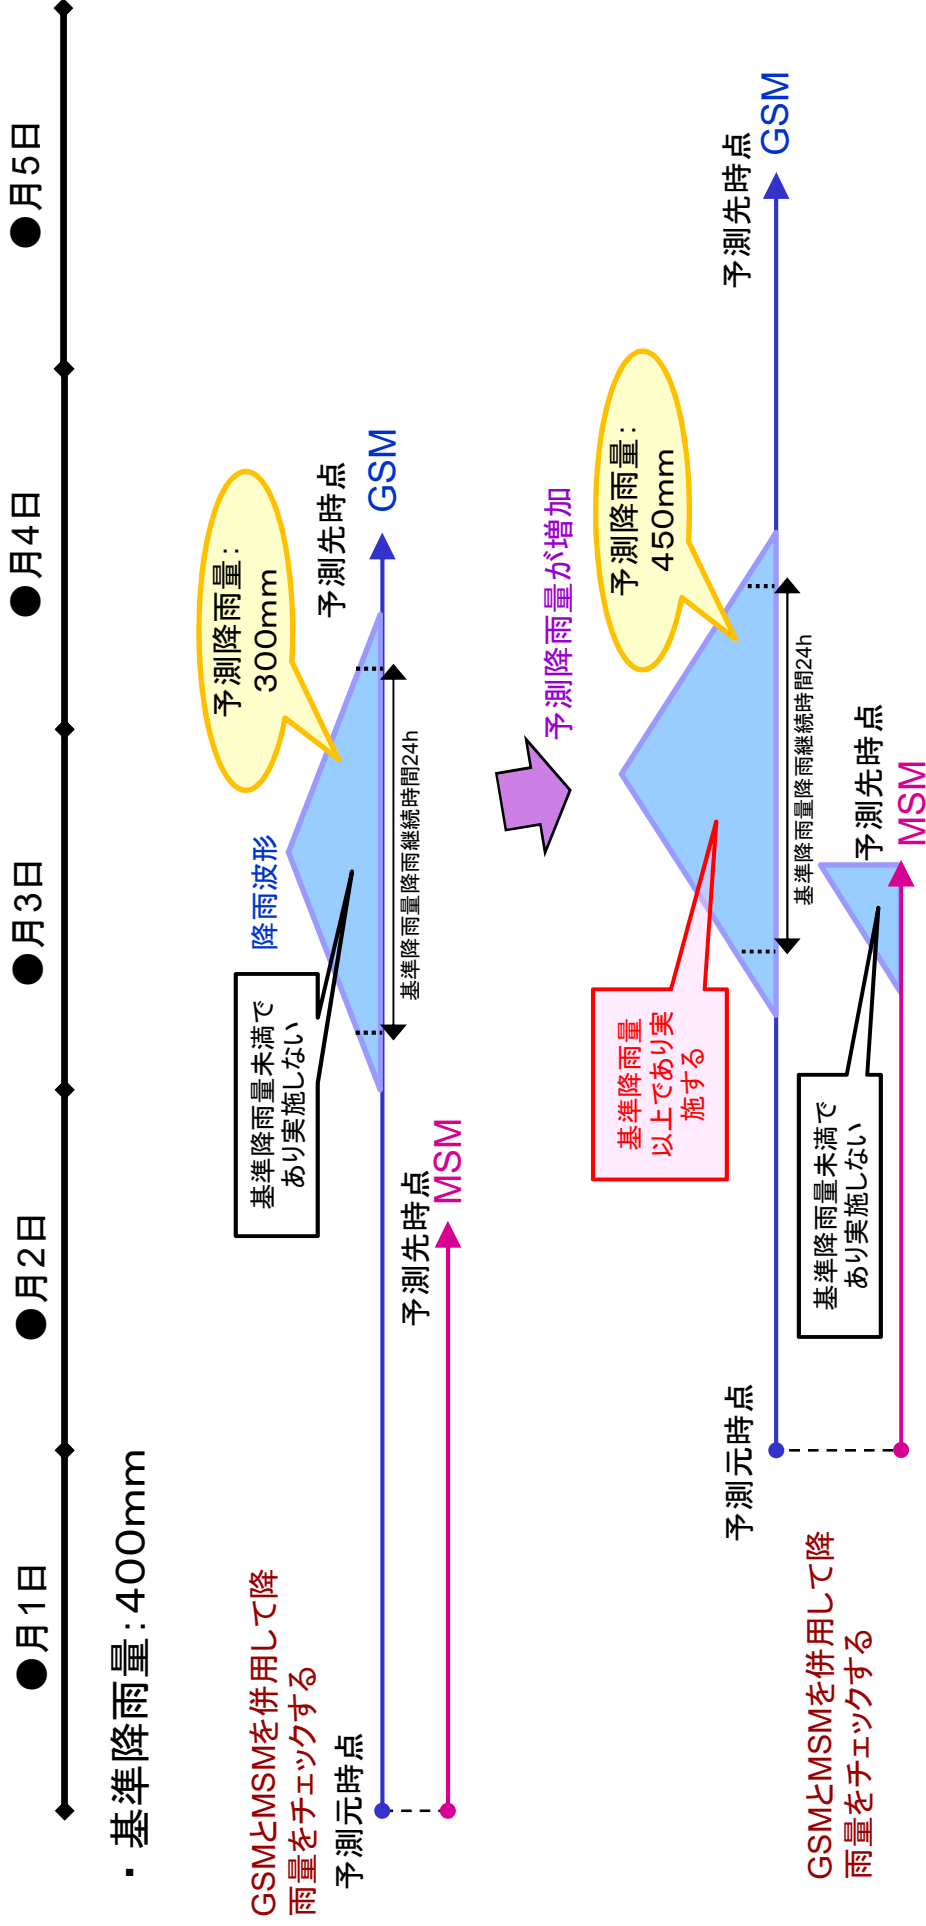 ●月1日
●月2日
●月3日
●月4日
●月5日
・基準降雨量:400mm
GSMとMSMを併用して降
雨量をチェックする
予測元時点
基準降雨量未満で
あり実施しない
降雨波形
予測降雨量:
300mm
予測先時点
GSM
基準降雨量降雨継続時間24h
予測先時点
MSM
予測降雨量が増加
予測降雨量:
450mm
基準降雨量
以上であり実
施する
予測元時点
予測先時点
GSM
基準降雨量降雨継続時間24h
GSMとMSMを併用して降
雨量をチェックする
基準降雨量未満で
あり実施しない
予測先時点
MSM